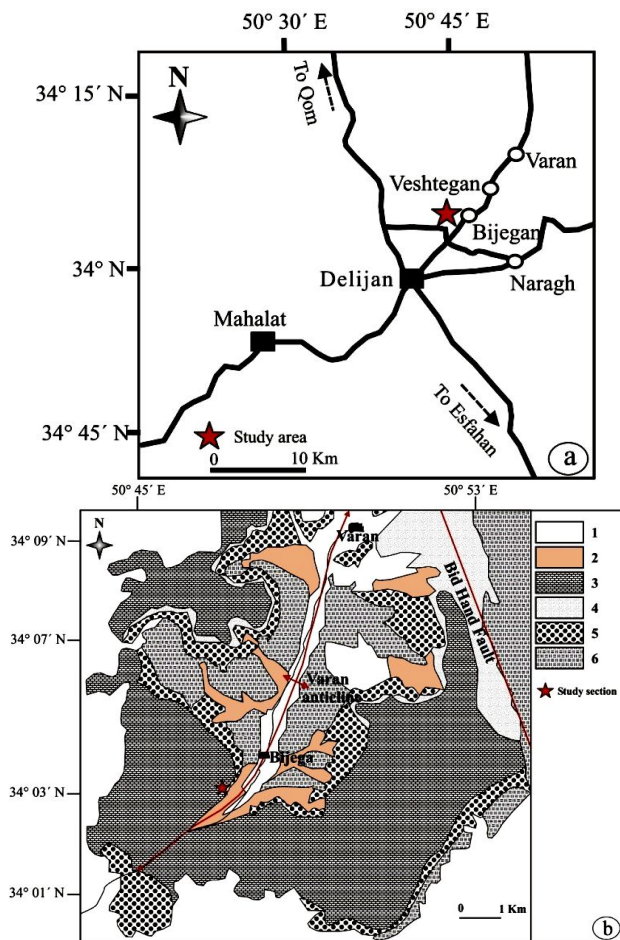 50° 30´ E
50° 45´ E
34° 15´ N
N
To Qom
Varan
Veshtegan
Bijegan
34° N
Delijan
Naragh
Mahalat
To Esfahan
34° 45´ N
Study area
0 10 Km
a
50° 45´ E
50° 53´ E
N
34° 09´ N
Varan
1
2
Bid Hand Fault
3
4
34° 07´ N
5
6
Varan
anticline
Study section
Bijega
34° 03´ N
34° 01´ N
0 1 Km
b